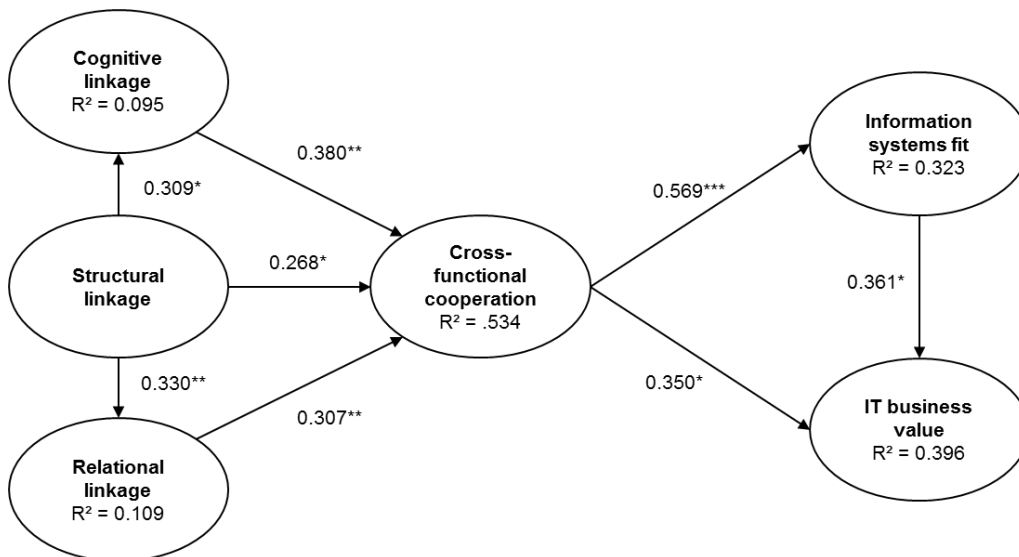 Cognitive
linkage
R² = 0.095
0.380**
0.309*
Structural
linkage
0.268*
0.330**
0.307**
Relational
linkage
R² = 0.109
Cross-
functional
cooperation
R² = .534
0.569***
0.350*
Information
systems fit
R² = 0.323
0.361*
IT business
value
R² = 0.396